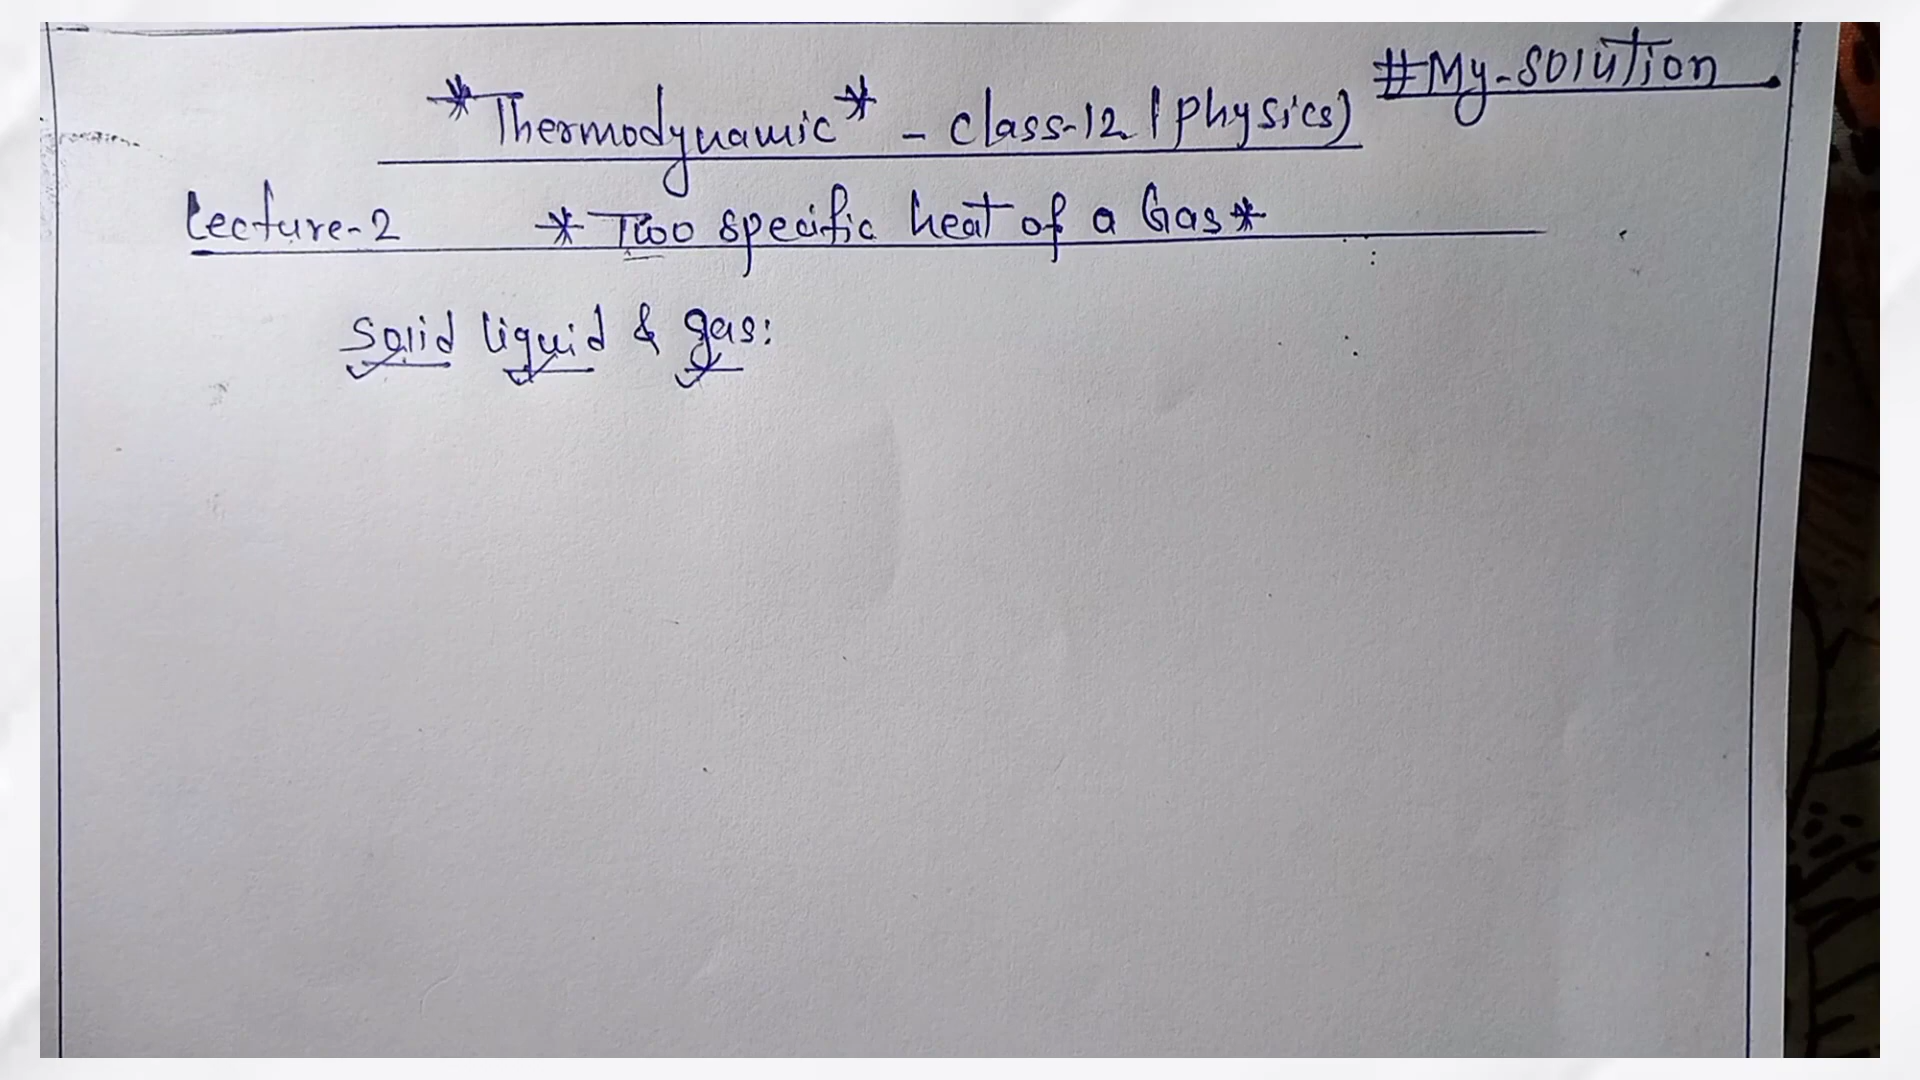 #My-solution
*Thermodynamic* - class-12 (physics)
Lecture-2 *Two specific heat of a Gas*
Solid liquid & gas: